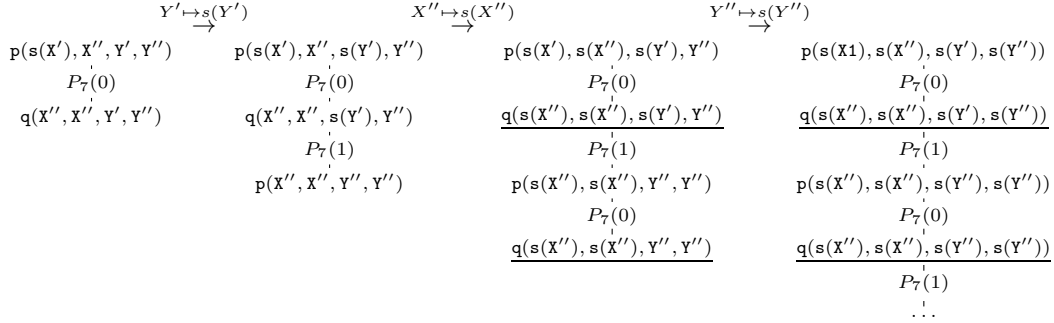 Y′↦s(Y′) → X′′↦s(X′′) → Y′′↦s(Y′′) →
p(s(X′), X′′, Y′, Y′′) p(s(X′), X′′, s(Y′), Y′′) p(s(X′), s(X′′), s(Y′), Y′′) p(s(X1), s(X′′), s(Y′), s(Y′′))
P₇(0) P₇(0) P₇(0) P₇(0)
q(X′′, X′′, Y′, Y′′) q(X′′, X′′, s(Y′), Y′′) q(s(X′′), s(X′′), s(Y′), Y′′) q(s(X′′), s(X′′), s(Y′), s(Y′′))
P₇(1) P₇(1) P₇(1)
p(X′′, X′′, Y′′, Y′′) p(s(X′′), s(X′′), Y′′, Y′′) p(s(X′′), s(X′′), s(Y′′), s(Y′′))
P₇(0) P₇(0)
q(s(X′′), s(X′′), Y′′, Y′′) q(s(X′′), s(X′′), s(Y′′), s(Y′′))
P₇(1)
...